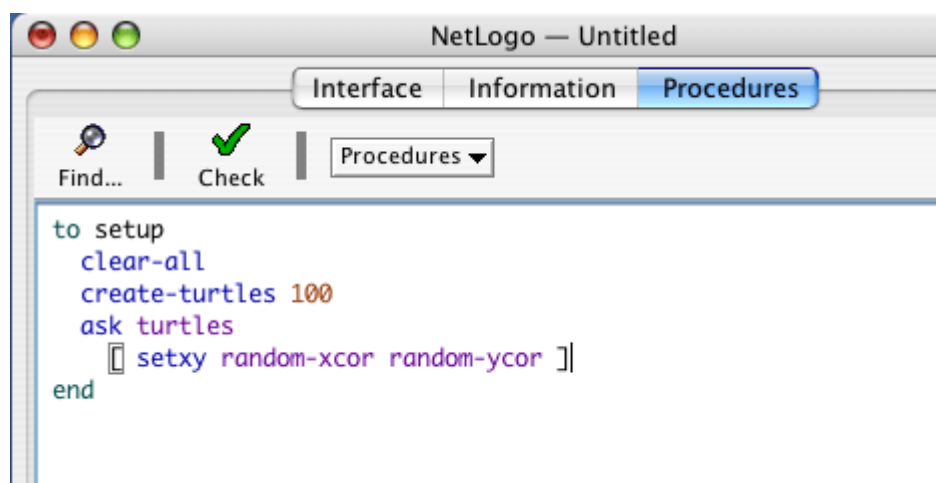 NetLogo — Untitled
Interface Information Procedures
Find... Check Procedures
to setup
  clear-all
  create-turtles 100
  ask turtles
    [ setxy random-xcor random-ycor ]
end